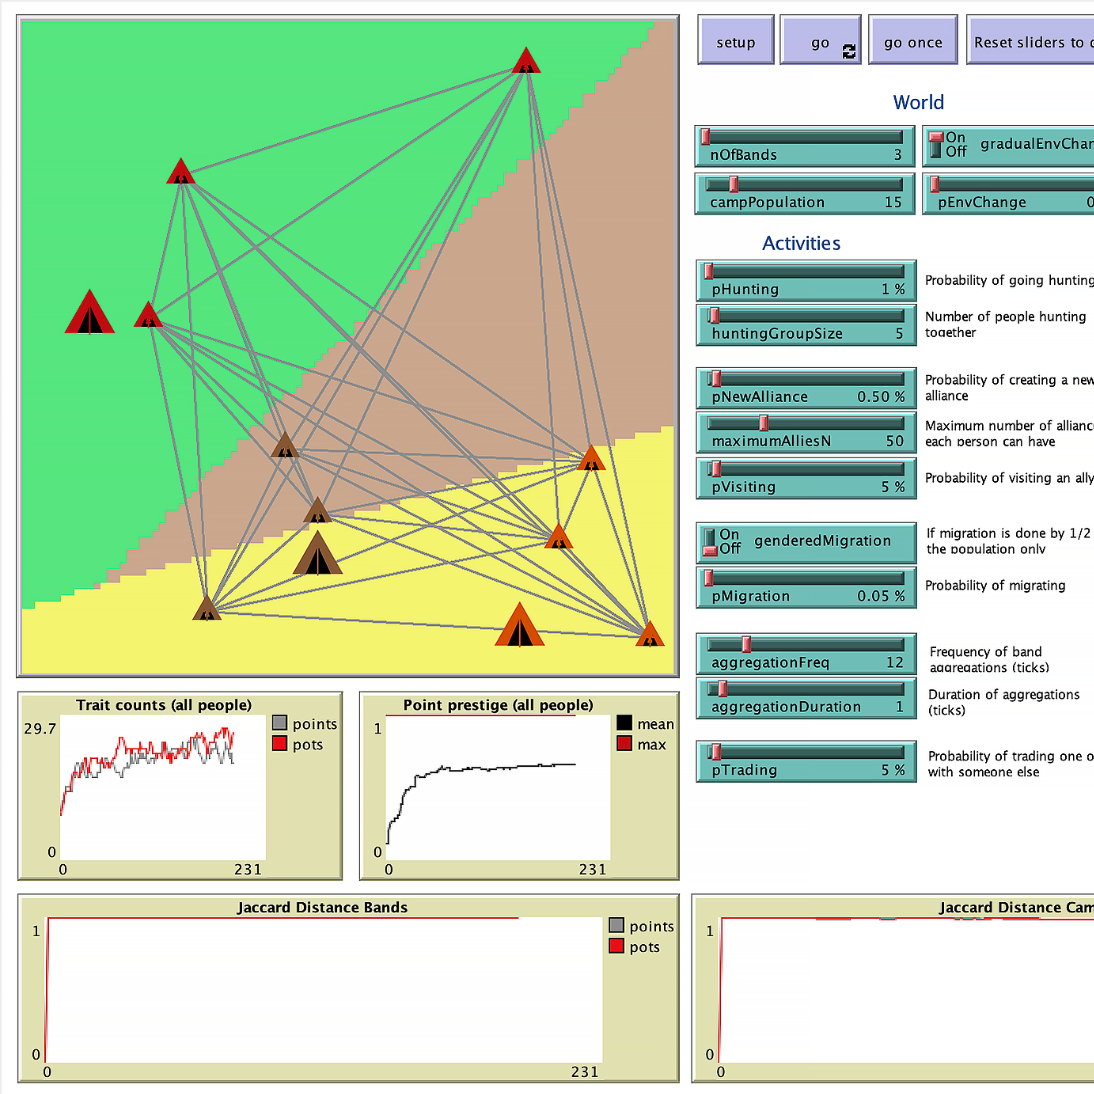 setup
go
go once
Reset sliders to
World
nOfBands 3
On
Off
gradualEnvChan
campPopulation 15
pEnvChange 0
Activities
pHunting 1 %
Probability of going hunting
huntingGroupSize 5
Number of people hunting
together
pNewAlliance 0.50 %
Probability of creating a new
alliance
maximumAlliesN 50
Maximum number of alliance
each person can have
pVisiting 5 %
Probability of visiting an ally
On
Off
genderedMigration
If migration is done by 1/2
the population only
pMigration 0.05 %
Probability of migrating
aggregationFreq 12
Frequency of band
aggregations (ticks)
aggregationDuration 1
Duration of aggregations
(ticks)
pTrading 5 %
Probability of trading one o
with someone else
Trait counts (all people)
29.7
0
0
231
points
pots
Point prestige (all people)
1
0
0
231
mean
max
Jaccard Distance Bands
1
0
0
231
points
pots
Jaccard Distance Cam
1
0
0